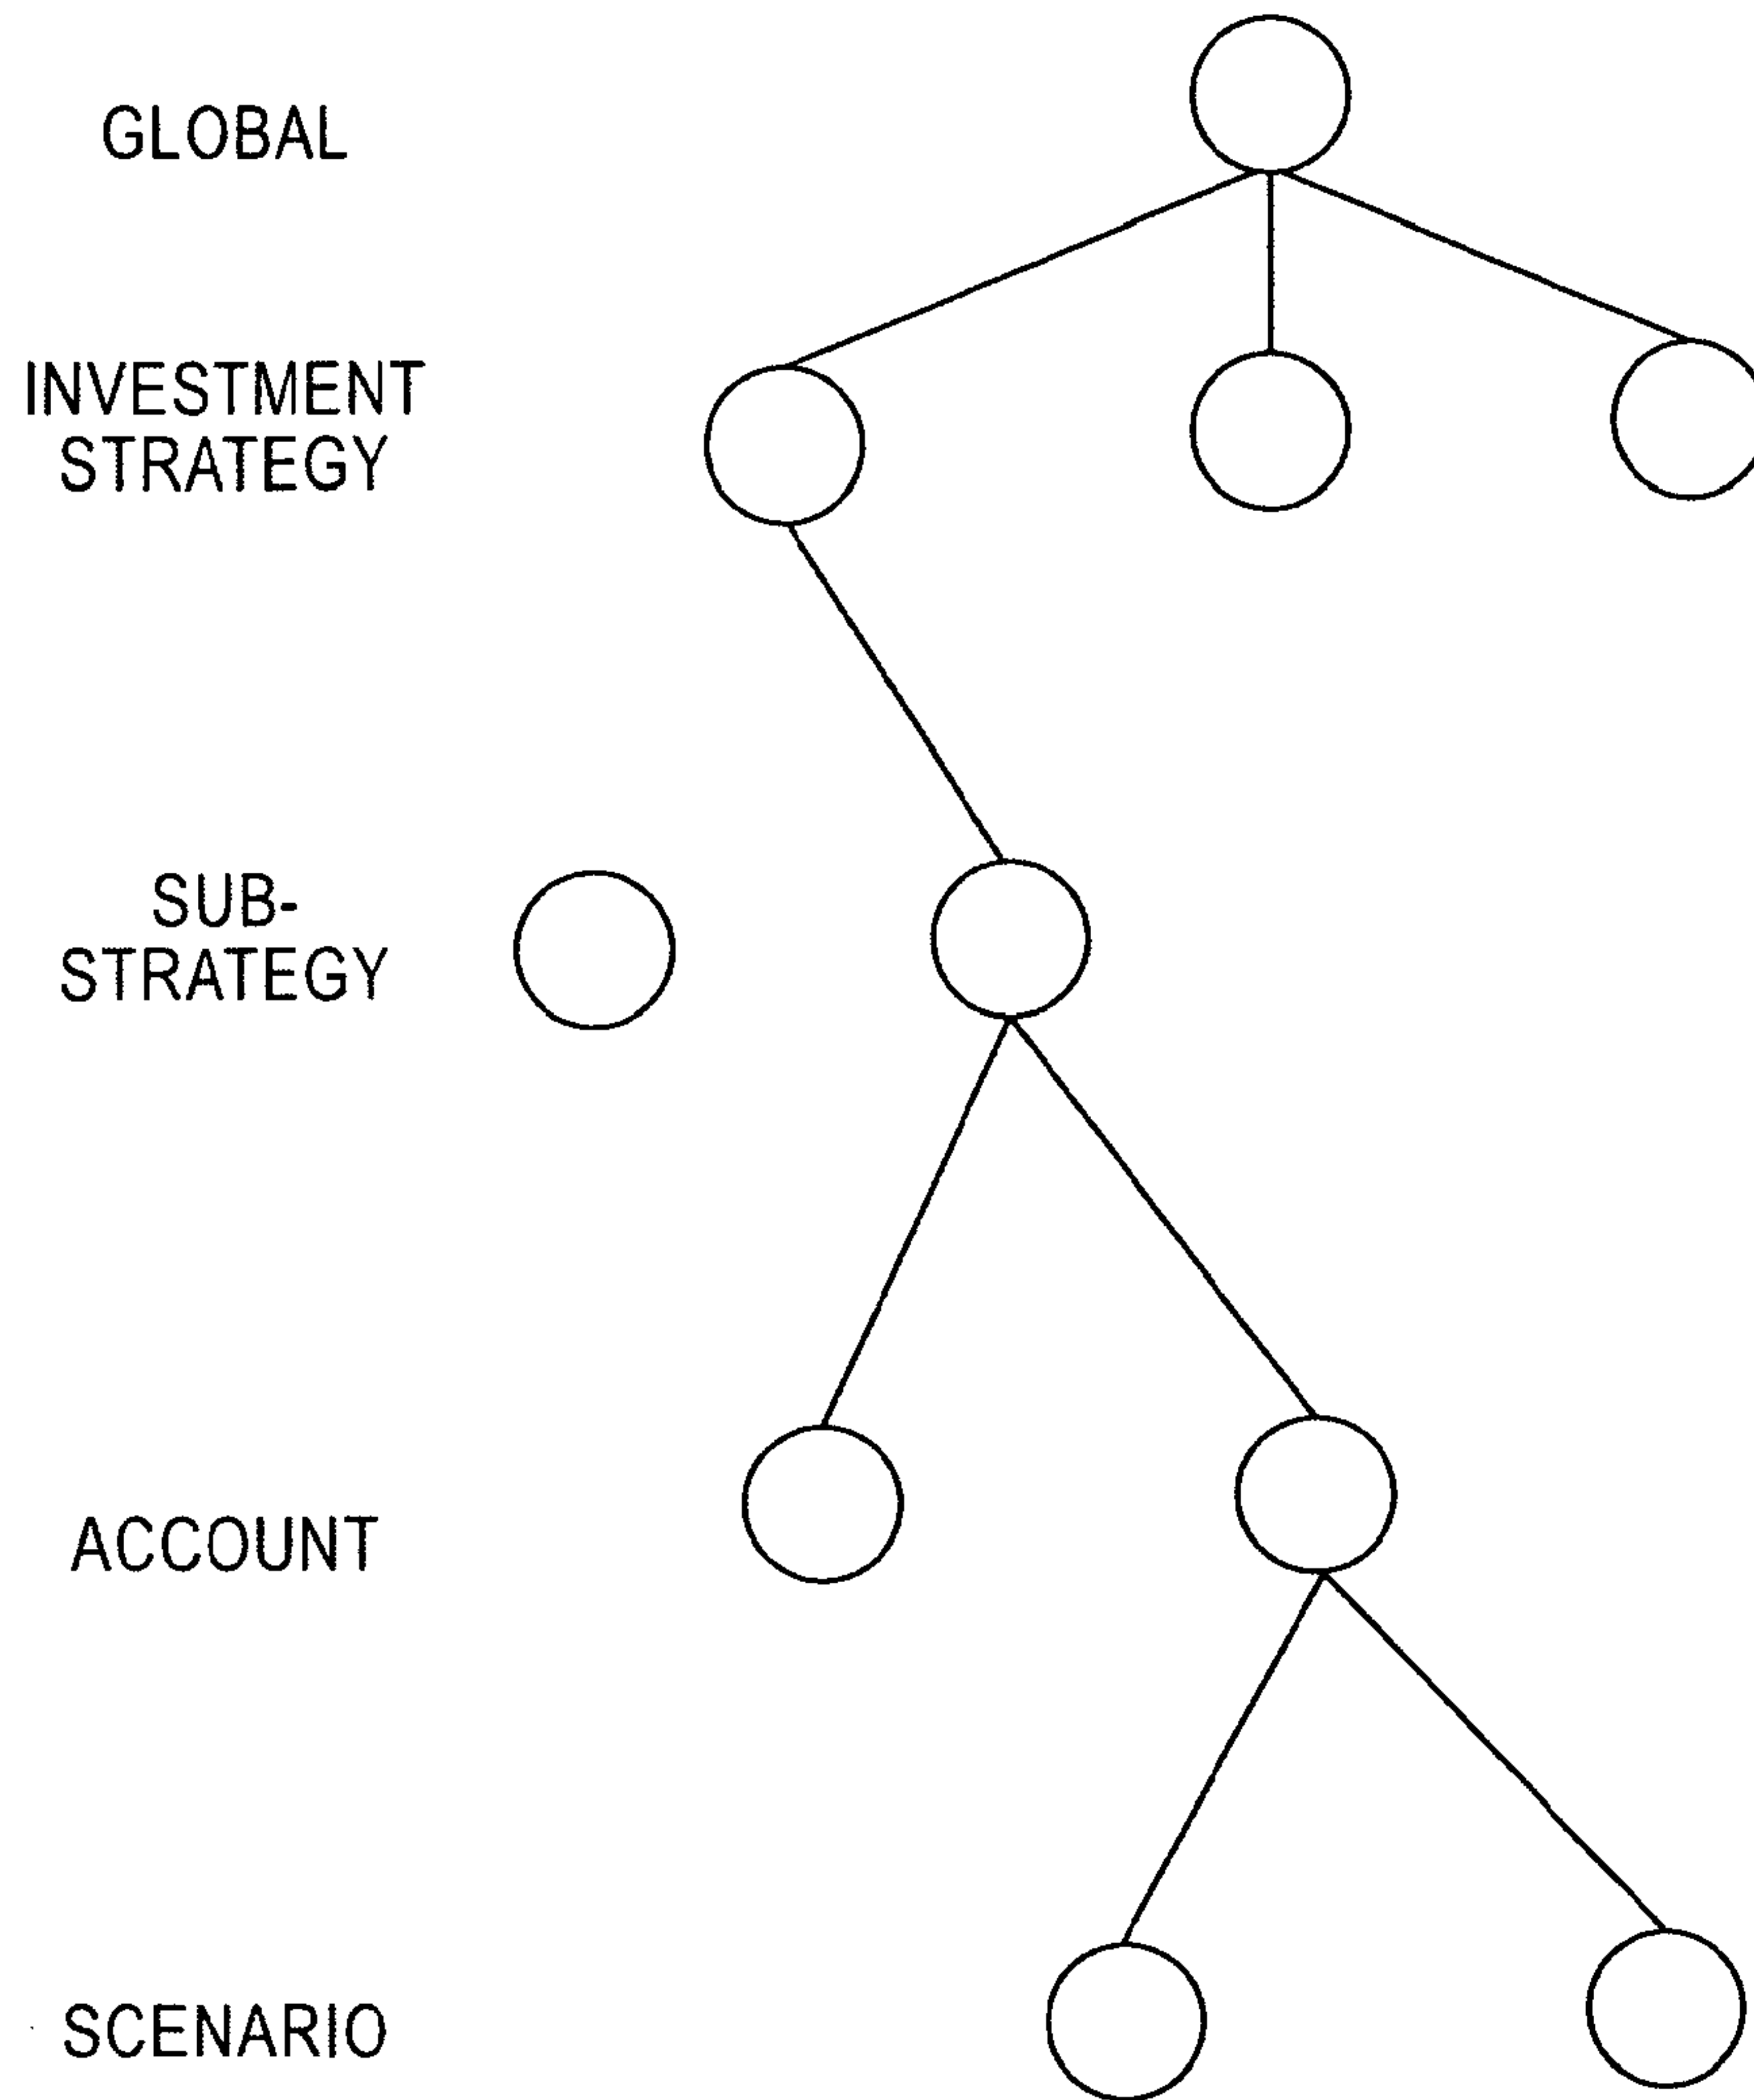 GLOBAL
INVESTMENT
STRATEGY
SUB-
STRATEGY
ACCOUNT
SCENARIO